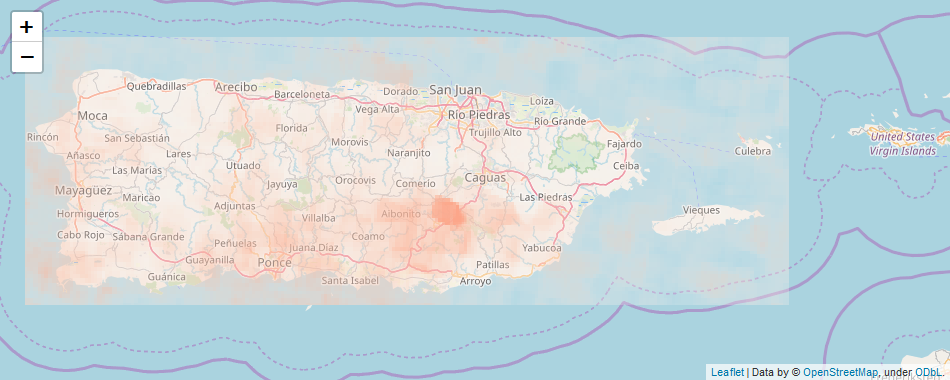 +
−
Quebradillas
Arecibo
Barceloneta
Dorado
San Juan
Loíza
Vega Alta
Río Piedras
Río Grande
Moca
Trujillo Alto
Florida
Rincón
San Sebastián
Morovis
Fajardo
United States
Virgin Islands
Culebra
Añasco
Lares
Naranjito
Utuado
Ceiba
Las Marías
Caguas
Mayagüez
Jayuya
Orocovis
Comerio
Maricao
Las Piedras
Adjuntas
Vieques
Hormigueros
Villalba
Aibonito
Cabo Rojo
Sábana Grande
Coamo
Peñuelas
Juana Díaz
Yabucoa
Guayanilla
Ponce
Patillas
Guánica
Santa Isabel
Arroyo
Leaflet | Data by © OpenStreetMap, under ODbL.